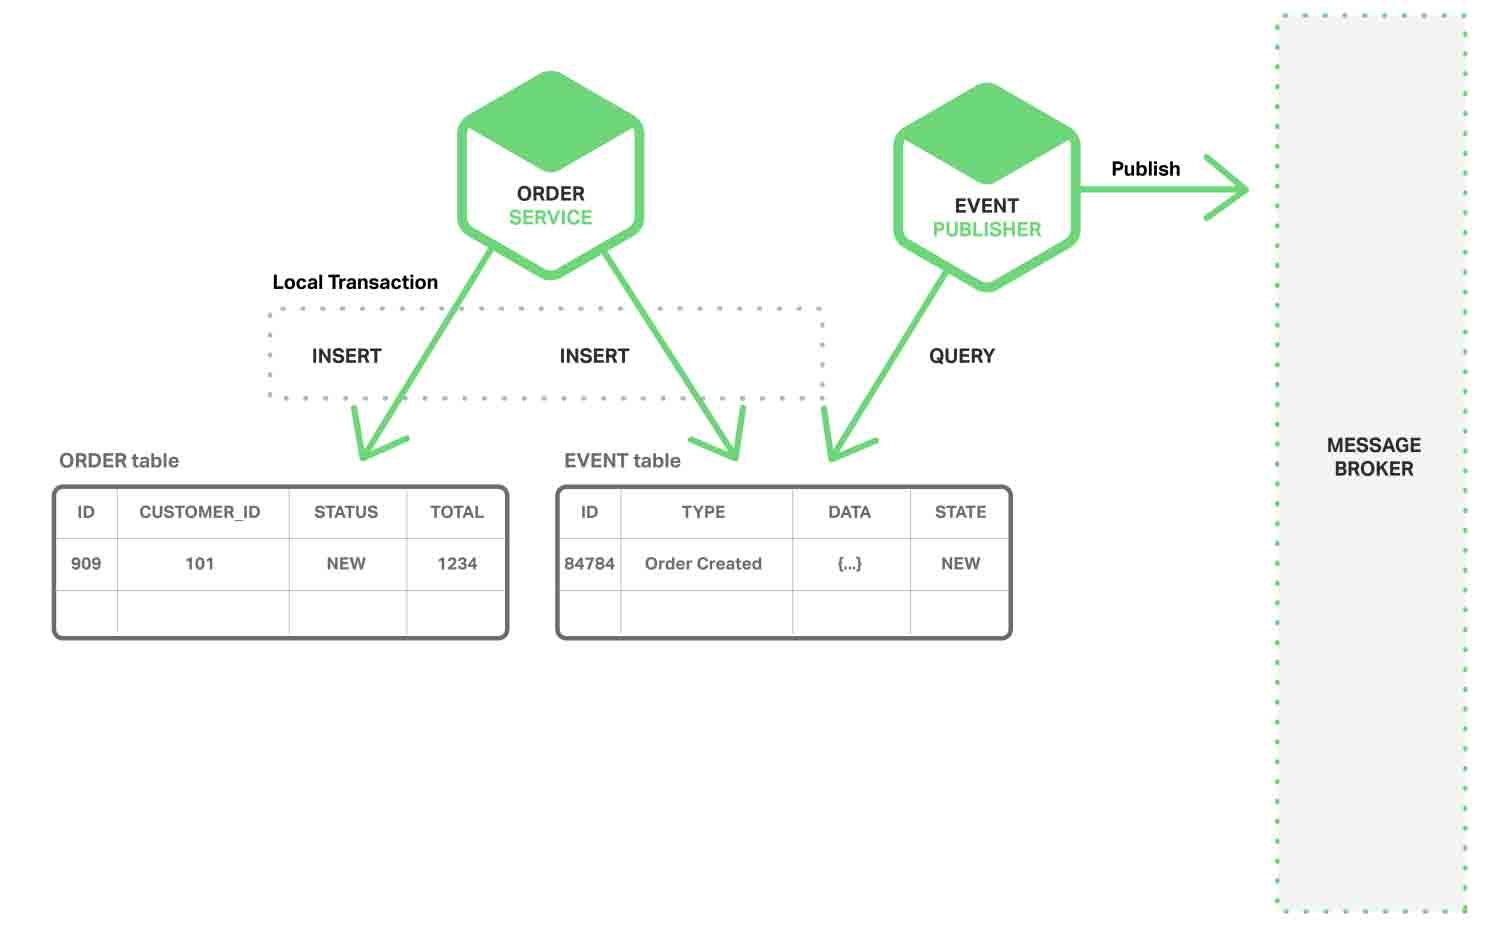 ORDER
SERVICE
EVENT
PUBLISHER
Publish
Local Transaction
INSERT
INSERT
QUERY
MESSAGE
BROKER
ORDER table
ID CUSTOMER_ID STATUS TOTAL
909 101 NEW 1234
EVENT table
ID TYPE DATA STATE
84784 Order Created {...} NEW